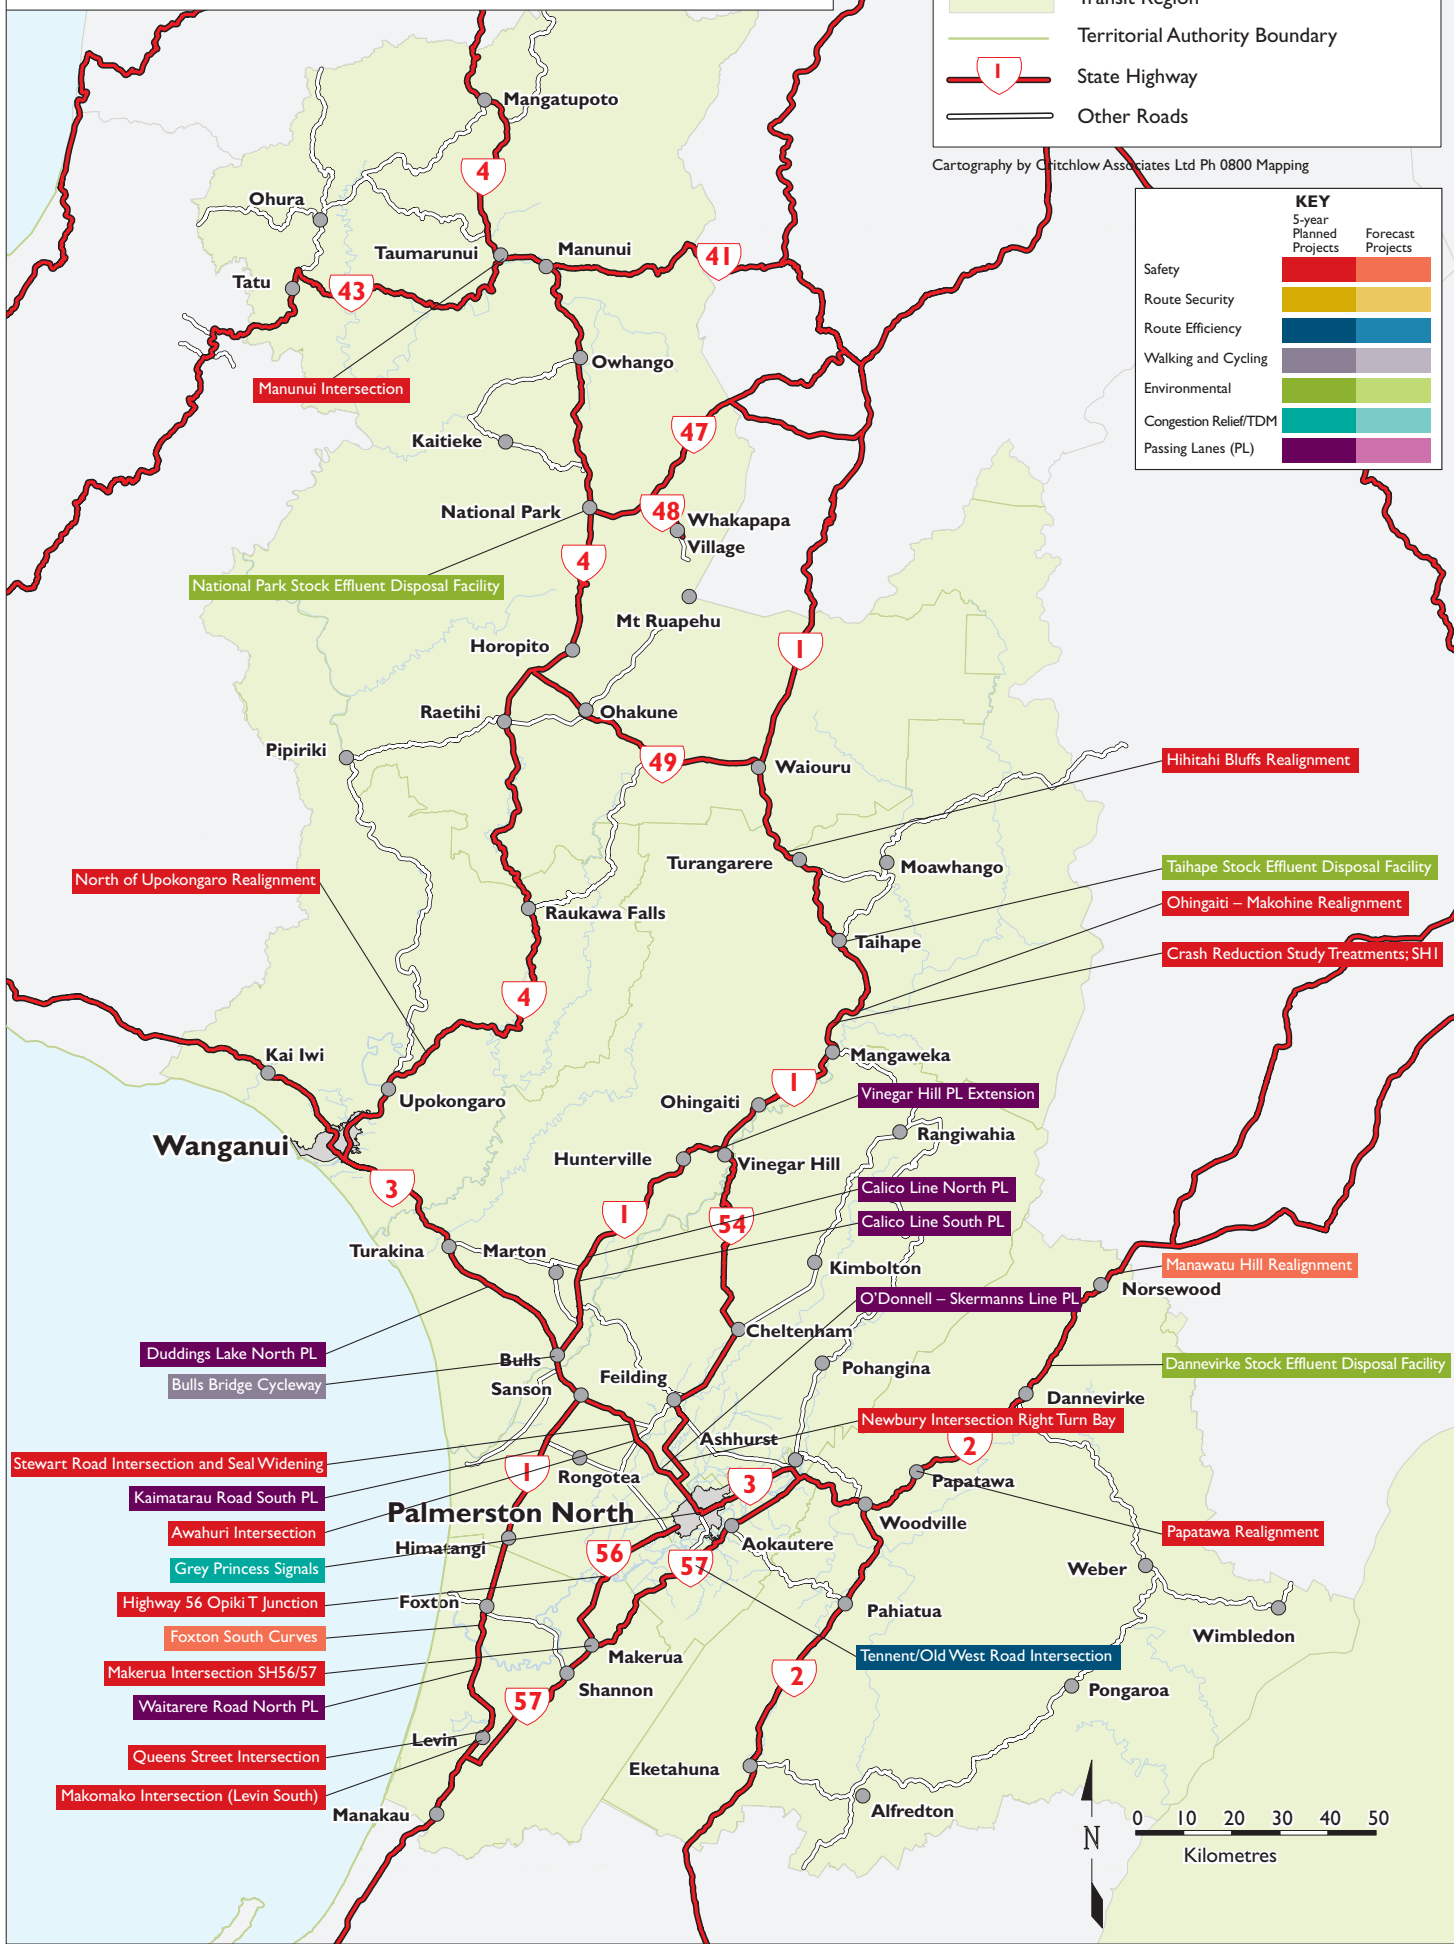 Transit Region
Territorial Authority Boundary
1
State Highway
Other Roads
Cartography by Critchlow Associates Ltd Ph 0800 Mapping
KEY
5-year
Planned
Projects
Forecast
Projects
Safety
Route Security
Route Efficiency
Walking and Cycling
Environmental
Congestion Relief/TDM
Passing Lanes (PL)
Mangatupoto
4
Ohura
Taumarunui
Manunui
41
Tatu
43
Owhango
Manunui Intersection
47
Kaitieke
National Park
48
Whakapapa
Village
4
National Park Stock Effluent Disposal Facility
Mt Ruapehu
Horopito
1
Raetihi
Ohakune
Pipiriki
49
Waiouru
Hihitahi Bluffs Realignment
Turangarere
Moawhango
Taihape Stock Effluent Disposal Facility
North of Upokongaro Realignment
Ohingaiti – Makohine Realignment
Raukawa Falls
Taihape
Crash Reduction Study Treatments; SH1
4
Kai Iwi
Mangaweka
1
Vinegar Hill PL Extension
Upokongaro
Ohingaiti
Rangiwahia
Wanganui
Hunterville
Vinegar Hill
3
Calico Line North PL
1
54
Calico Line South PL
Turakina
Marton
Kimbolton
Manawatu Hill Realignment
Norsewood
O'Donnell – Skermanns Line PL
Cheltenham
Duddings Lake North PL
Bulls
Pohangina
Dannevirke Stock Effluent Disposal Facility
Bulls Bridge Cycleway
Sanson
Feilding
Dannevirke
Newbury Intersection Right Turn Bay
Ashhurst
2
Stewart Road Intersection and Seal Widening
1
Rongotea
3
Papatawa
Kaimatarau Road South PL
Palmerston North
Woodville
Awahuri Intersection
Papatawa Realignment
Himatangi
Aokautere
56
57
Grey Princess Signals
Weber
Highway 56 Opiki T Junction
Foxton
Pahiatua
Foxton South Curves
Wimbledon
Makerua
Tennent/Old West Road Intersection
Makerua Intersection SH56/57
2
Shannon
Pongaroa
57
Waitarere Road North PL
Levin
Queens Street Intersection
Eketahuna
Makomako Intersection (Levin South)
Manakau
Alfredton
N
0 10 20 30 40 50
Kilometres